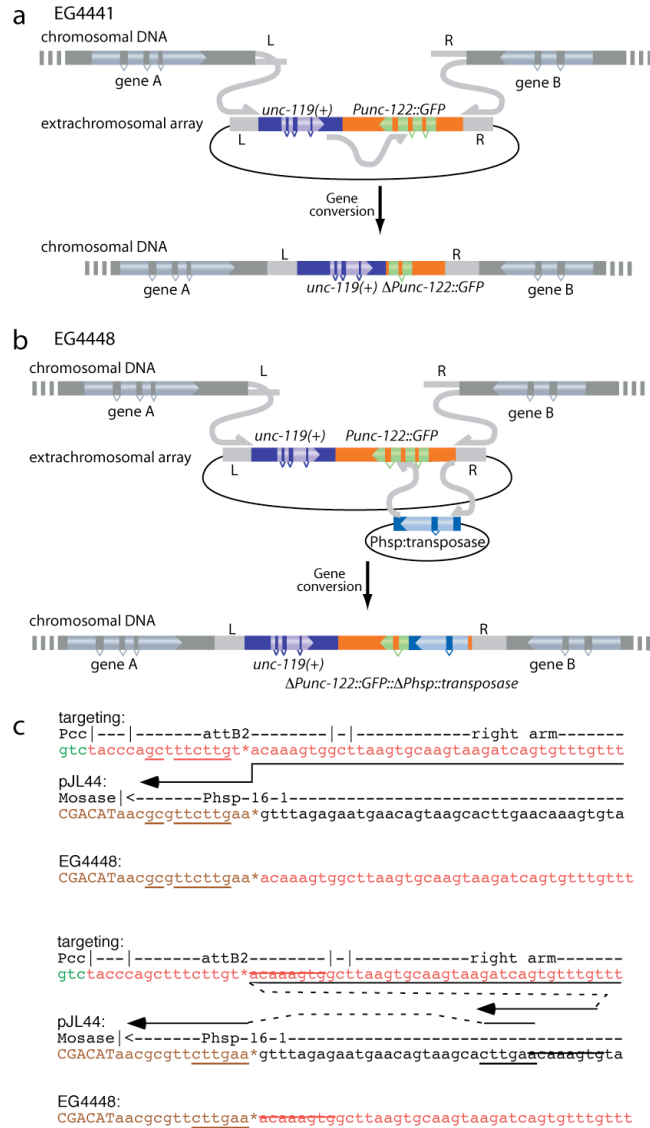 a EG4441
chromosomal DNA
L
R
gene A
gene B
unc-119(+) Punc-122::GFP
extrachromosomal array
L
R
Gene
conversion
chromosomal DNA
L
R
gene A
unc-119(+) ΔPunc-122::GFP
gene B
b EG4448
chromosomal DNA
L
R
gene A
gene B
unc-119(+) Punc-122::GFP
extrachromosomal array
L
R
Phsp:transposase
Gene
conversion
chromosomal DNA
L
R
gene A
unc-119(+)
gene B
ΔPunc-122::GFP::ΔPhsp::transposase
c
targeting:
Pcc|---|-------attB2----------|-|----------right arm------
gtctacccagctttcttgt*acaaagtggcttaagtgcaagtaagatcagtgtttgttt
pJL44:
Mosase|<-------Phsp-16-1----------------------------------
CGACATaacgcgttcttgaa*gtttagagaatgaacagtaagcacttgaacaaagtgta
EG4448:
CGACATaacgcgttcttgaa*acaaagtggcttaagtgcaagtaagatcagtgtttgttt
targeting:
Pcc|---|-------attB2----------|-|----------right arm------
gtctacccagctttcttgt*acaaagtggcttaagtgcaagtaagatcagtgtttgttt
pJL44:
Mosase|<-------Phsp-16-1----------------------------------
CGACATaacgcgttcttgaa*gtttagagaatgaacagtaagcacttgaacaaagtgta
EG4448:
CGACATaacgcgttcttgaa*acaaagtggcttaagtgcaagtaagatcagtgtttgttt